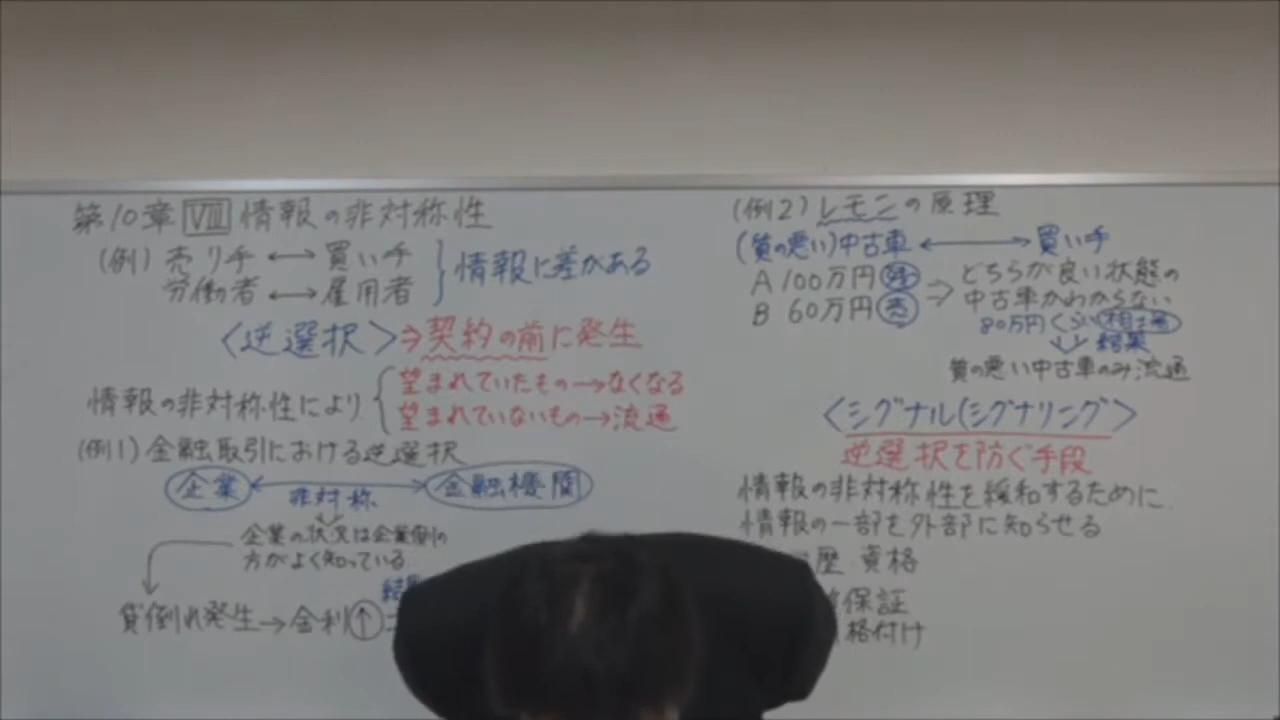 第10章 VIII 情報の非対称性
(例) 売り手 ←→ 買い手
労働者 ←→ 雇用者
} 情報に差がある
〈逆選択〉⇒契約の前に発生
情報の非対称性により {
望まれていたもの→なくなる
望まれていないもの→流通
(例1)金融取引における逆選択
企業 ←→ 金融機関
非対称
企業の状況は企業側の
方がよく知っている
結果
貸倒れ発生→金利↑
(例2) レモンの原理
(質の悪い)中古車 ←→ 買い手
A 100万円
B 60万円 売
⇒ どちらが良い状態の
中古車かわからない
80万円くらい 相場
結果
質の悪い中古車のみ流通
〈シグナル(シグナリング〉
逆選択を防ぐ手段
情報の非対称性を緩和するために
情報の一部を外部に知らせる
歴・資格
保証
格付け